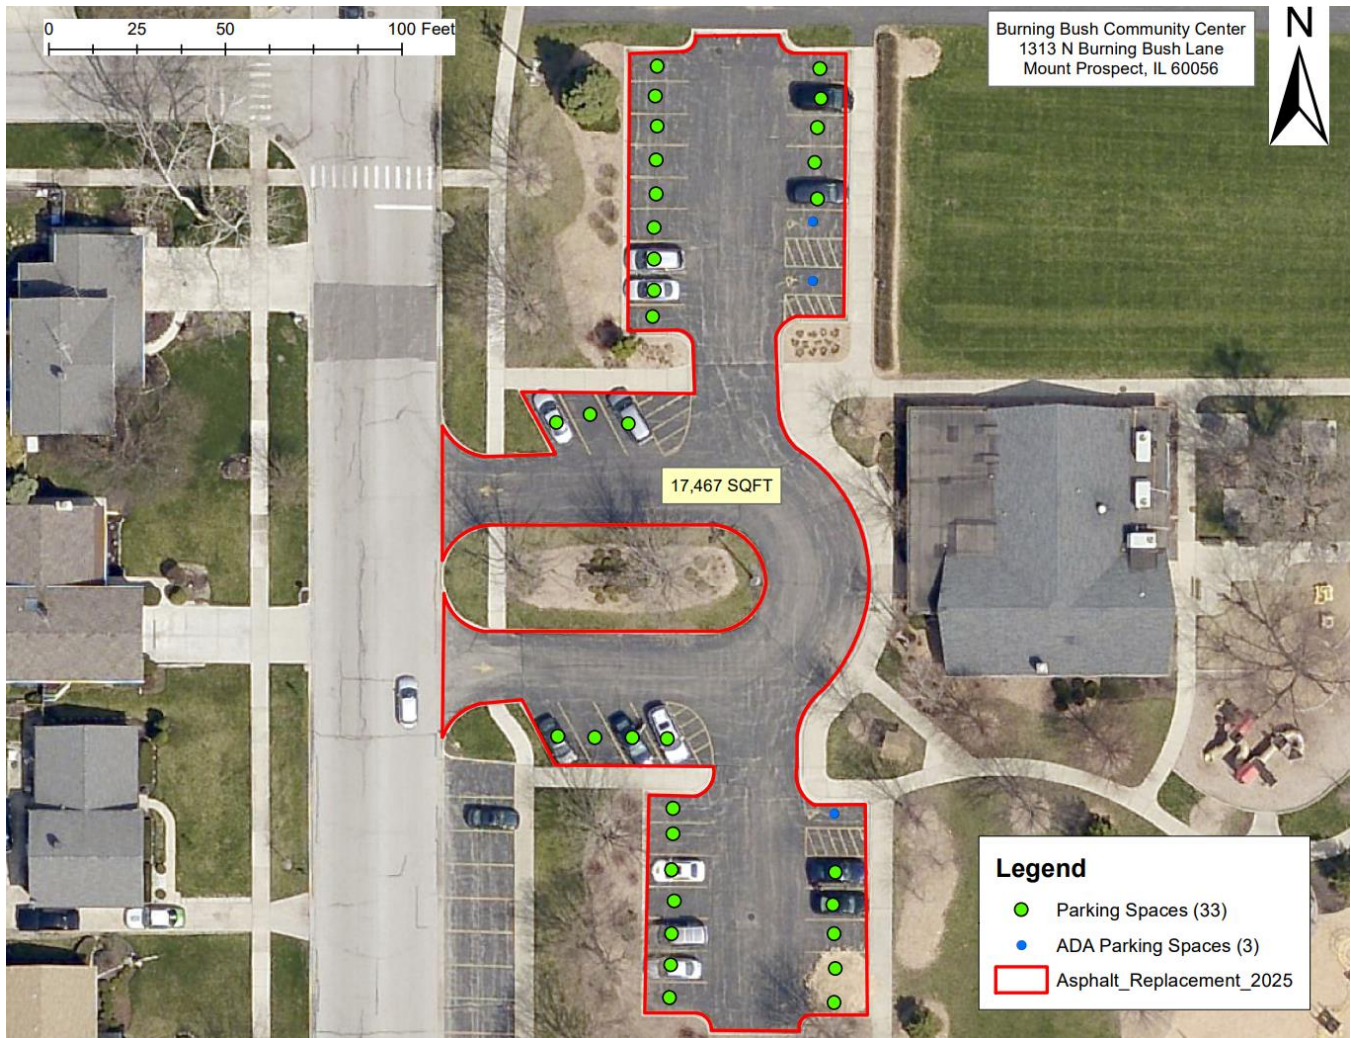 0 25 50 100 Feet
Burning Bush Community Center
1313 N Burning Bush Lane
Mount Prospect, IL 60056
N
17,467 SQFT
Legend
Parking Spaces (33)
ADA Parking Spaces (3)
Asphalt_Replacement_2025